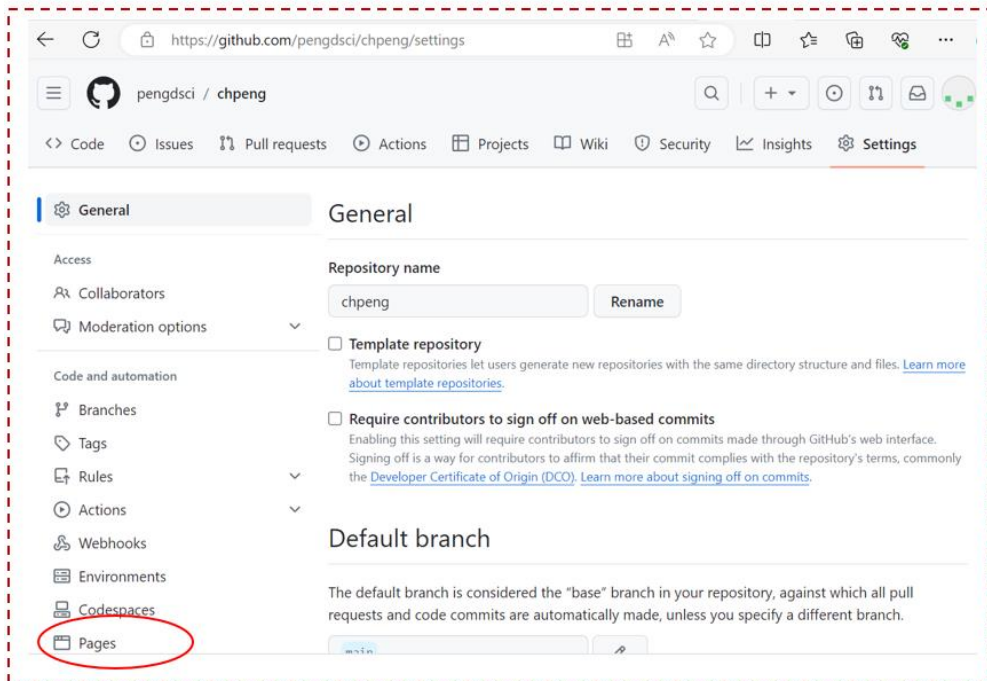 https://github.com/pengdsci/chpeng/settings
pengdsci / chpeng
Code Issues Pull requests Actions Projects Wiki Security Insights Settings
General
Access
Collaborators
Moderation options
Code and automation
Branches
Tags
Rules
Actions
Webhooks
Environments
Codespaces
Pages
General
Repository name
chpeng Rename
Template repository
Template repositories let users generate new repositories with the same directory structure and files. Learn more
about template repositories.
Require contributors to sign off on web-based commits
Enabling this setting will require contributors to sign off on commits made through GitHub's web interface.
Signing off is a way for contributors to affirm that their commit complies with the repository's terms, commonly
the Developer Certificate of Origin (DCO). Learn more about signing off on commits.
Default branch
The default branch is considered the "base" branch in your repository, against which all pull
requests and code commits are automatically made, unless you specify a different branch.
main